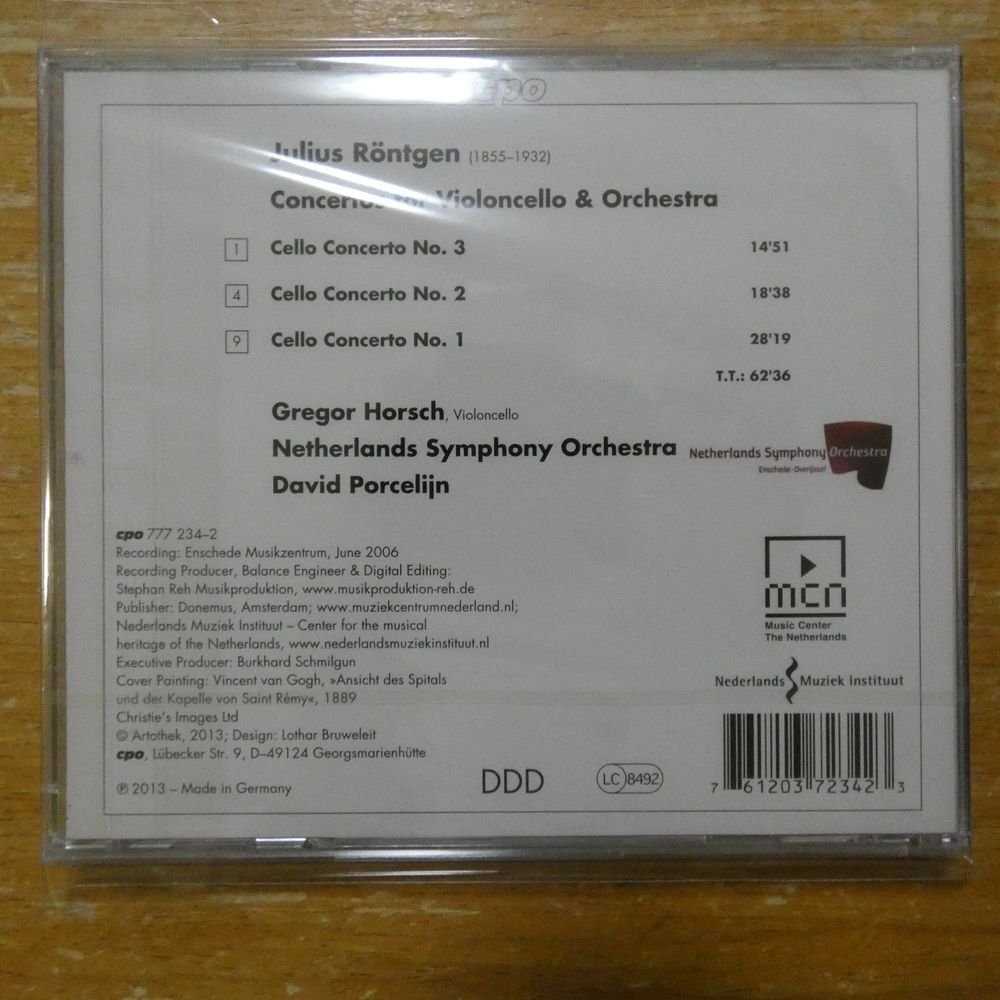 cpo
Julius Röntgen (1855–1932)
Concertos for Violoncello & Orchestra
1 Cello Concerto No. 3 14'51
4 Cello Concerto No. 2 18'38
9 Cello Concerto No. 1 28'19
T.T.: 62'36
Gregor Horsch, Violoncello
Netherlands Symphony Orchestra
David Porcelijn
Netherlands Symphony Orchestra
Enschede - Overijssel
cpo 777 234–2
Recording: Enschede Musikzentrum, June 2006
Recording Producer, Balance Engineer & Digital Editing:
Stephan Reh Musikproduktion, www.musikproduktion-reh.de
Publisher: Donemus, Amsterdam; www.muziekcentrumnederland.nl;
Nederlands Muziek Instituut – Center for the musical
heritage of the Netherlands, www.nederlandsmuziekinstituut.nl
Executive Producer: Burkhard Schmilgun
Cover Painting: Vincent van Gogh, »Ansicht des Spitals
und der Kapelle von Saint Rémy«, 1889
Christie's Images Ltd
© Artothek, 2013; Design: Lothar Bruweleit
cpo, Lübecker Str. 9, D–49124 Georgsmarienhütte
℗ 2013 – Made in Germany
mcn
Music Center
The Netherlands
Nederlands Muziek Instituut
DDD
LC 8492
7 61203 72342 3